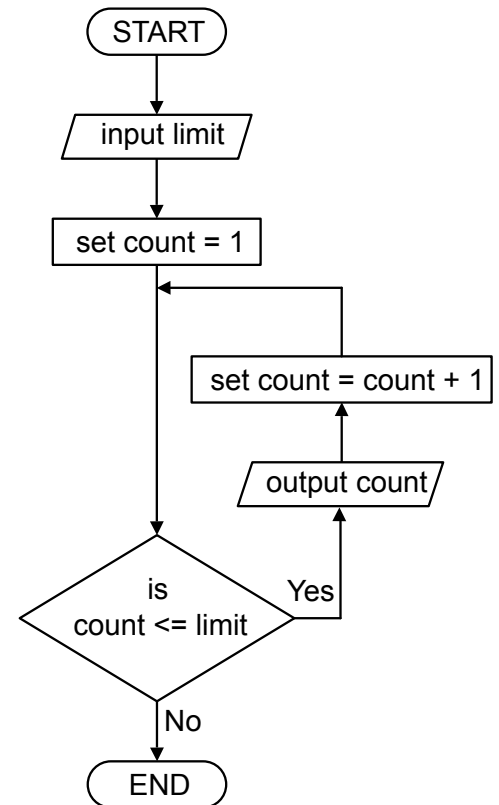 START
input limit
set count = 1
set count = count + 1
output count
is
count <= limit
Yes
No
END